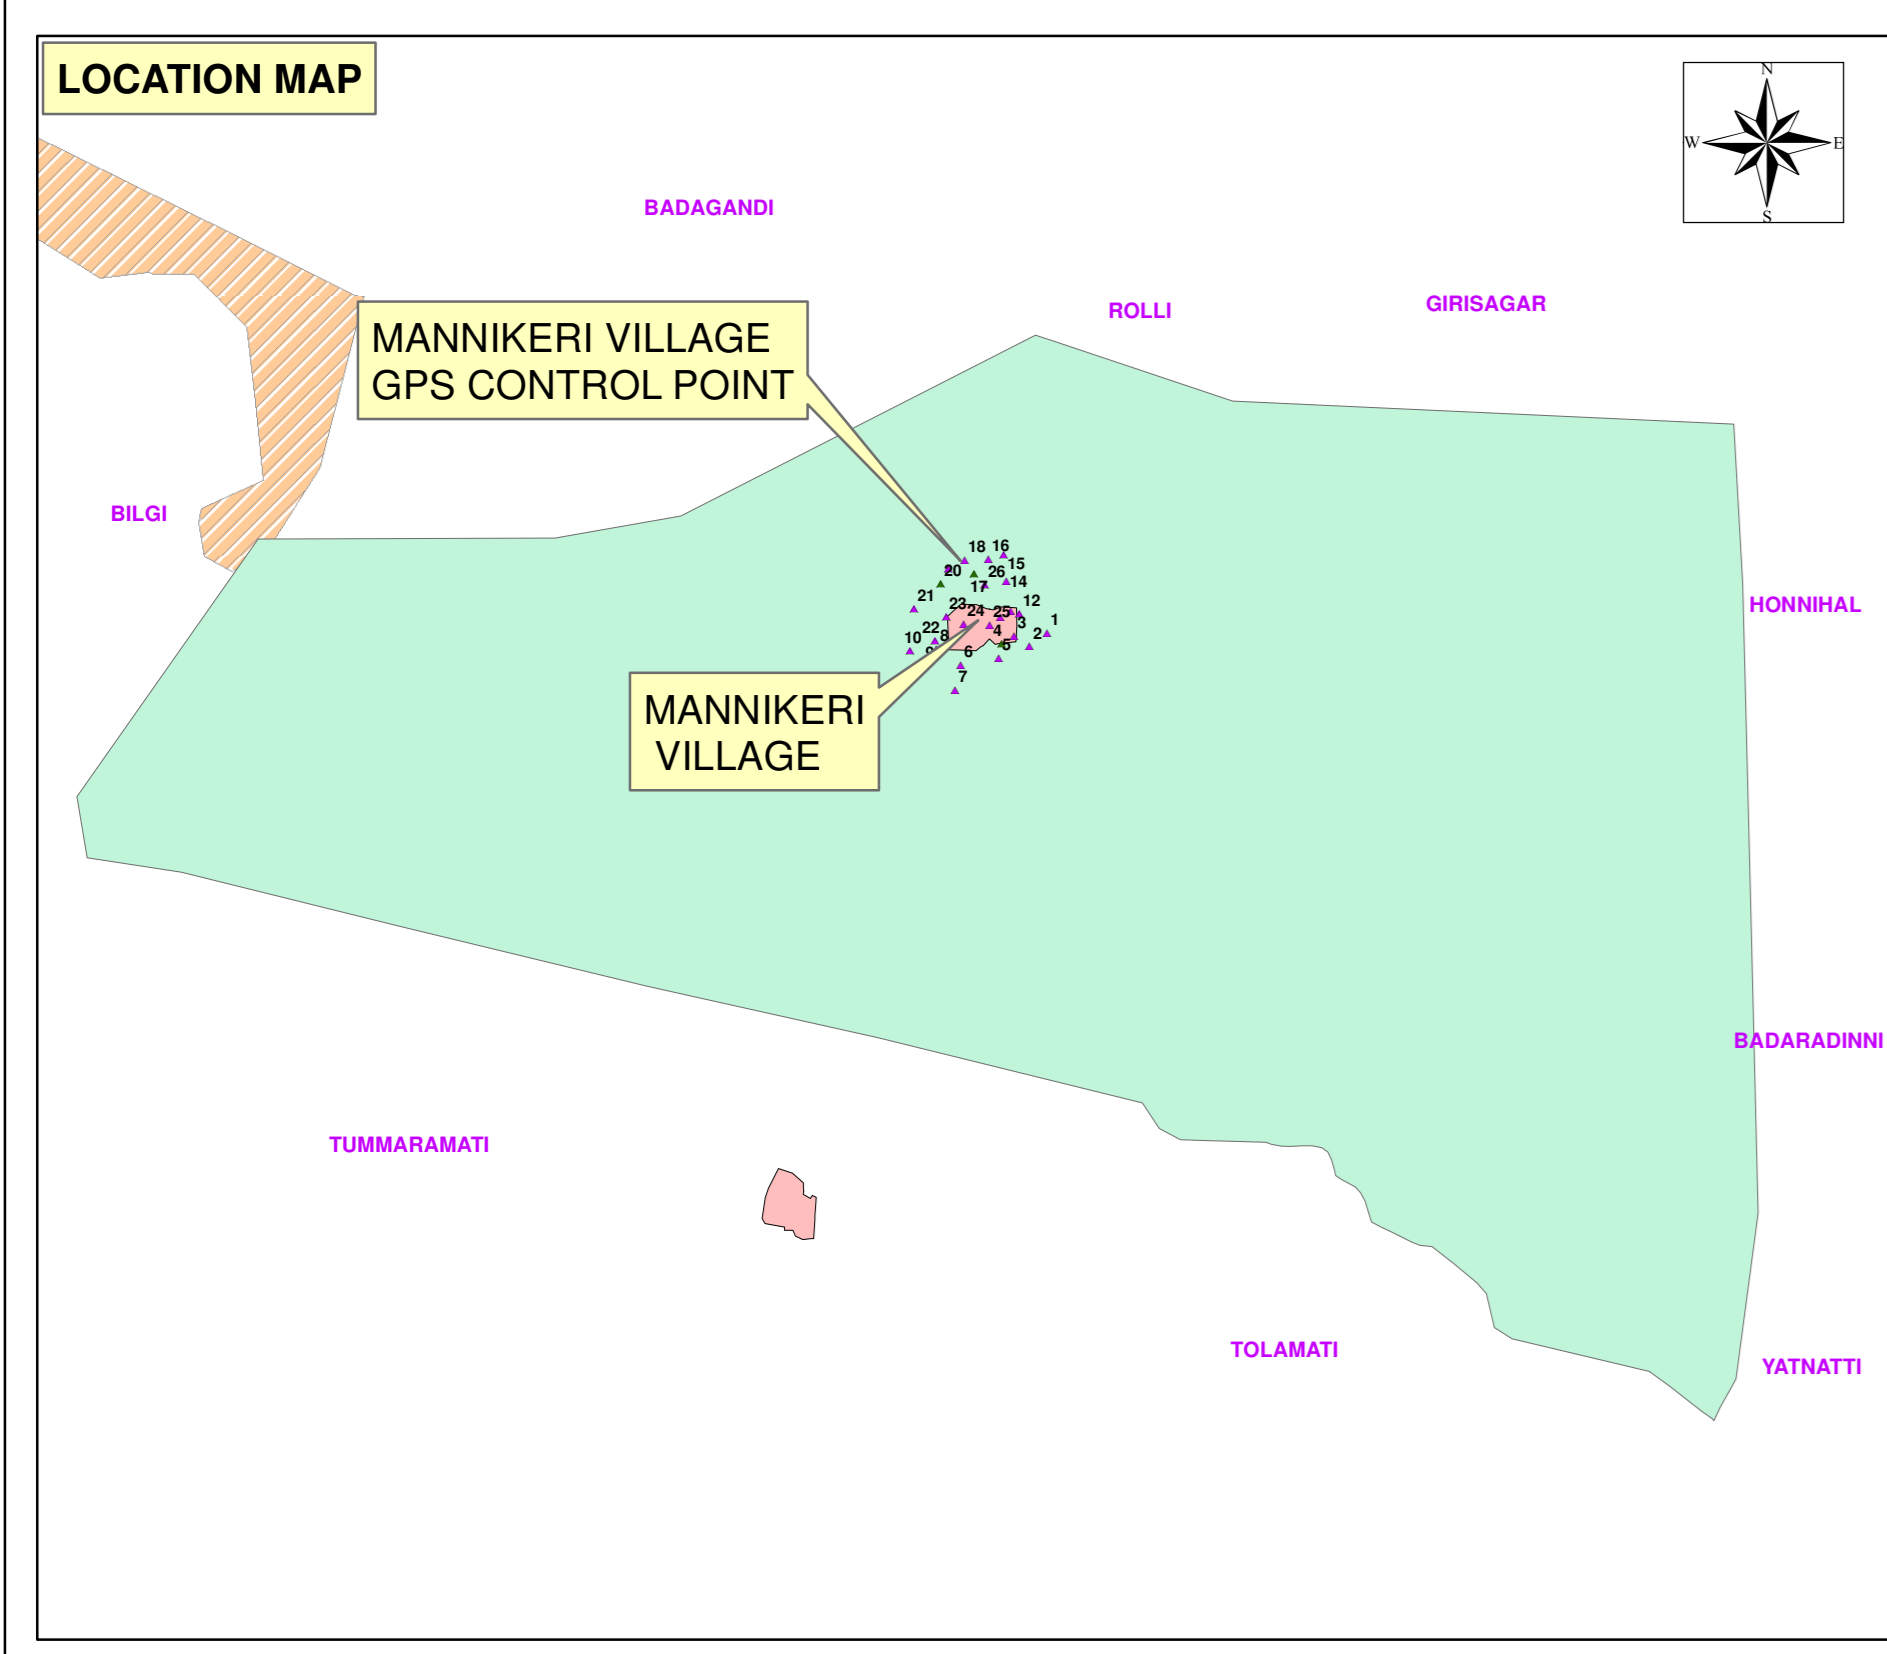 LOCATION MAP
N
W
E
S
BADAGANDI
ROLLI
GIRISAGAR
MANNIKERI VILLAGE
GPS CONTROL POINT
BILGI
18
16
15
20
26
17
14
21
23
24
25
12
HONNIHAL
22
8
4
3
1
10
9
6
5
2
7
MANNIKERI
VILLAGE
BADARADINNI
TUMMARAMATI
TOLAMATI
YATNATTI